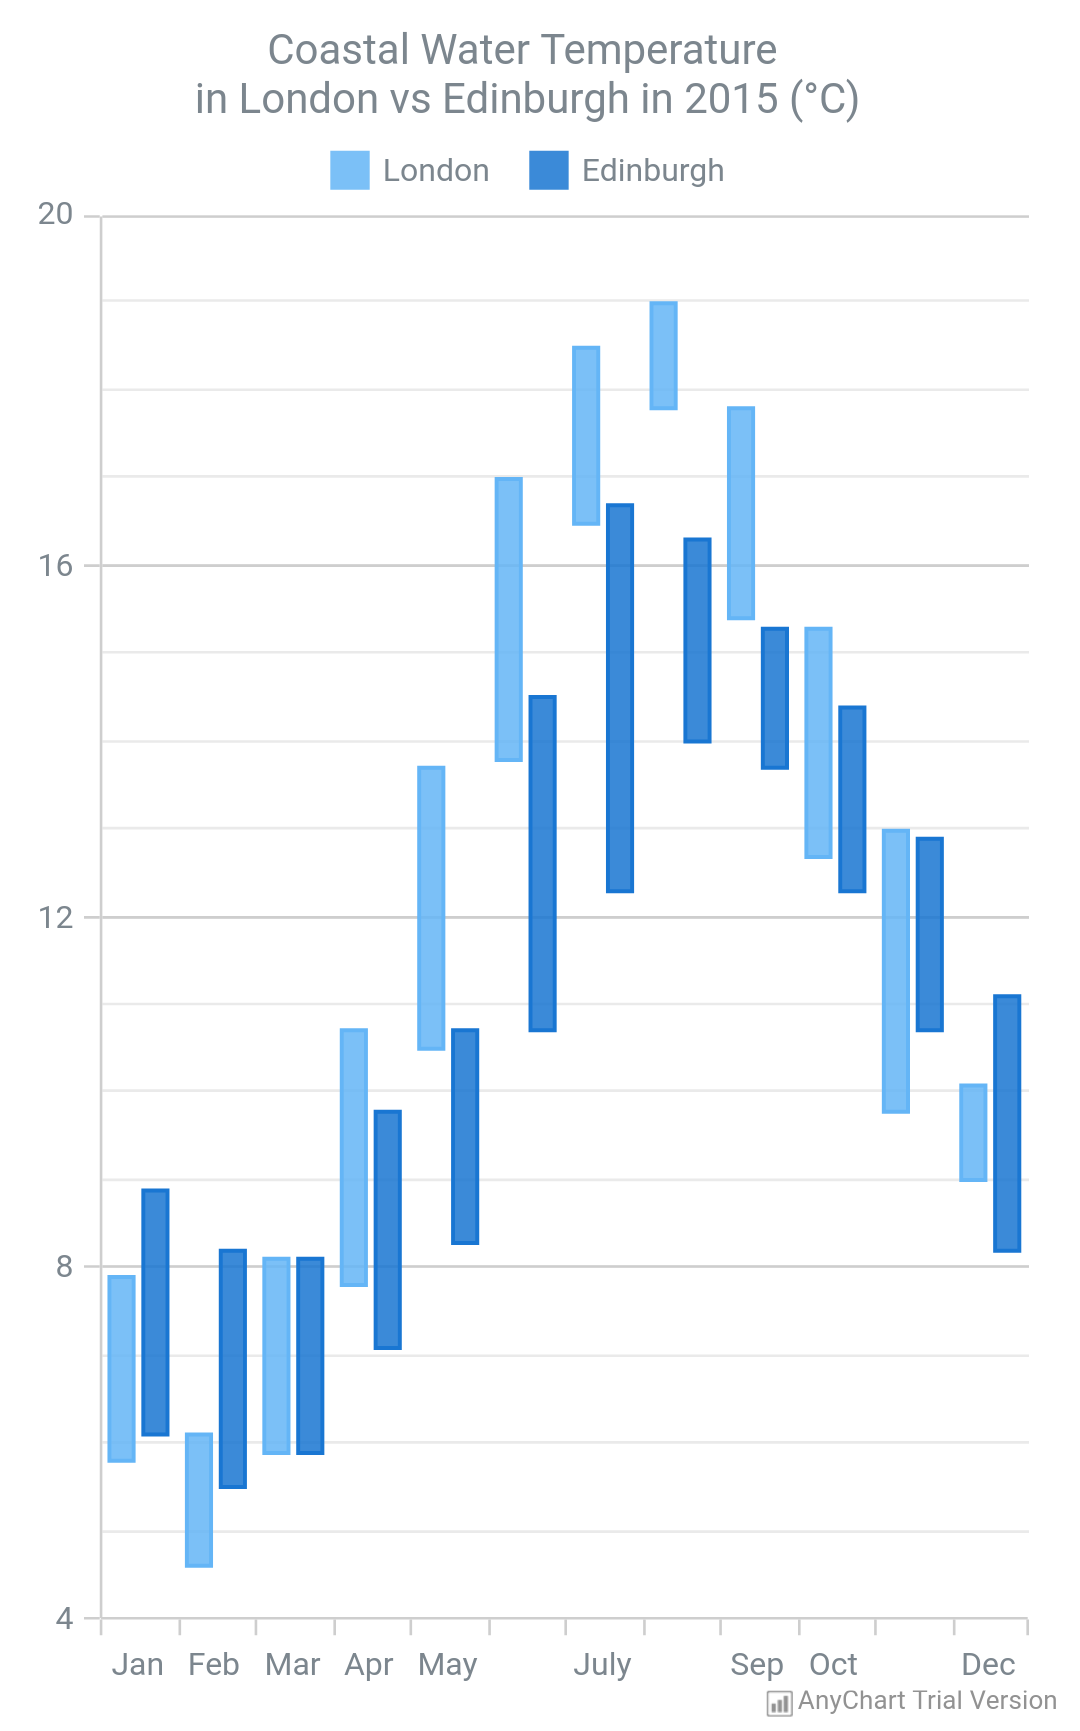 Coastal Water Temperature
in London vs Edinburgh in 2015 (°C)
London Edinburgh
20
16
12
8
4
Jan Feb Mar Apr May July Sep Oct Dec
AnyChart Trial Version